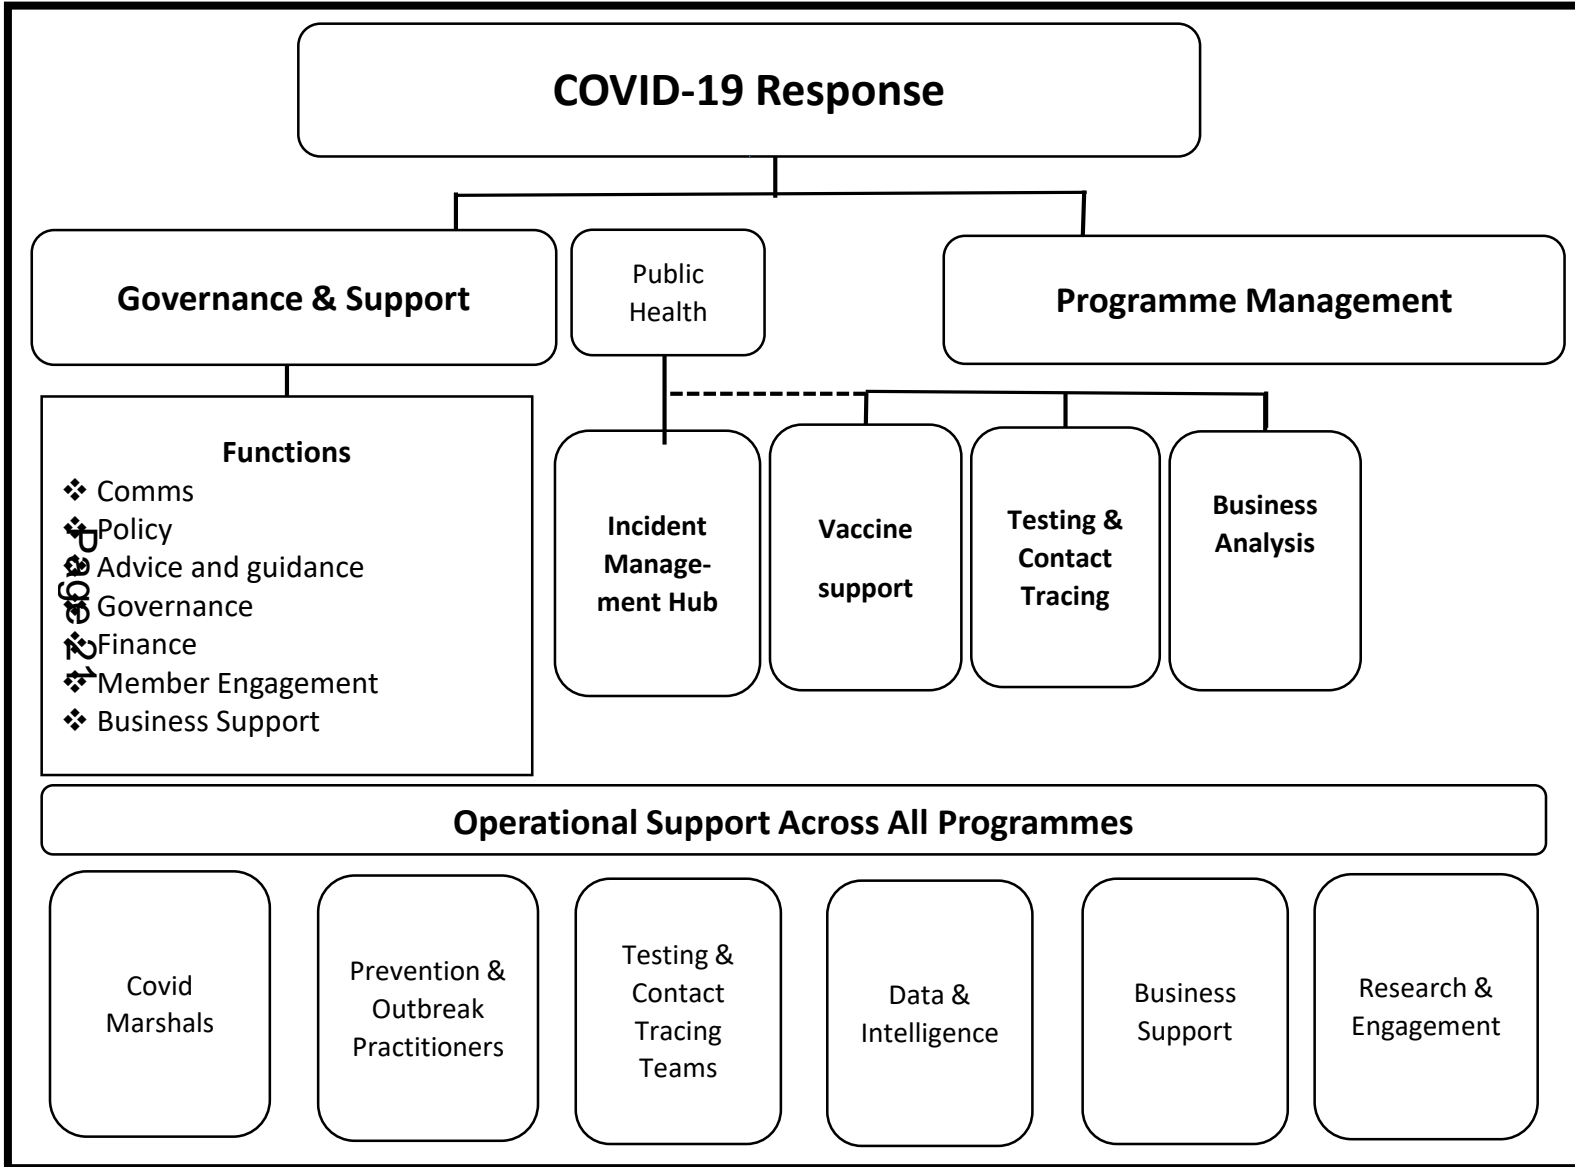 COVID-19 Response
Governance & Support
Public
Health
Programme Management
Functions
❖ Comms
❖ Policy
❖ Advice and guidance
❖ Governance
❖ Finance
❖ Member Engagement
❖ Business Support
Page 21
Incident
Manage-
ment Hub
Vaccine
support
Testing &
Contact
Tracing
Business
Analysis
Operational Support Across All Programmes
Covid
Marshals
Prevention &
Outbreak
Practitioners
Testing &
Contact
Tracing
Teams
Data &
Intelligence
Business
Support
Research &
Engagement